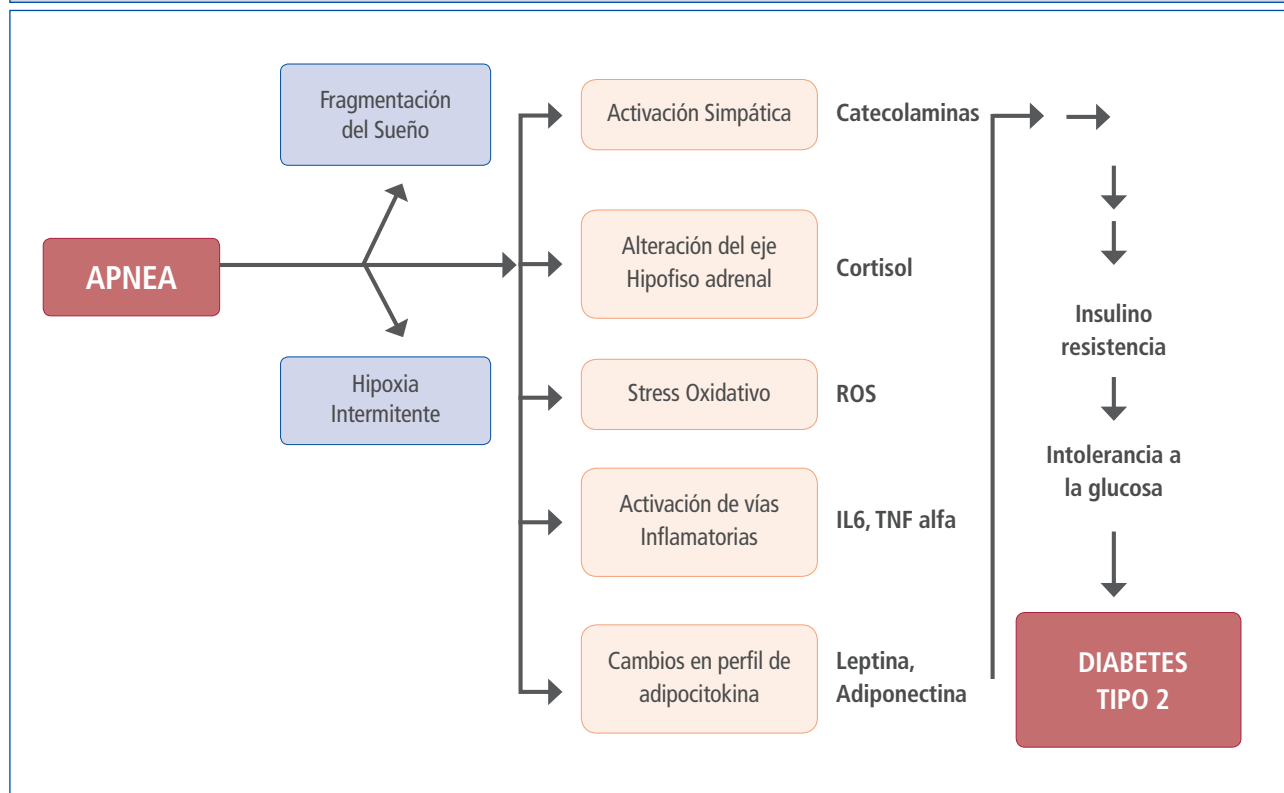 Fragmentación
del Sueño
APNEA
Hipoxia
Intermitente
Activación Simpática
Catecolaminas
Alteración del eje
Hipofiso adrenal
Cortisol
Stress Oxidativo
ROS
Activación de vías
Inflamatorias
IL6, TNF alfa
Cambios en perfil de
adipocitokina
Leptina,
Adiponectina
Insulino
resistencia
Intolerancia a
la glucosa
DIABETES
TIPO 2